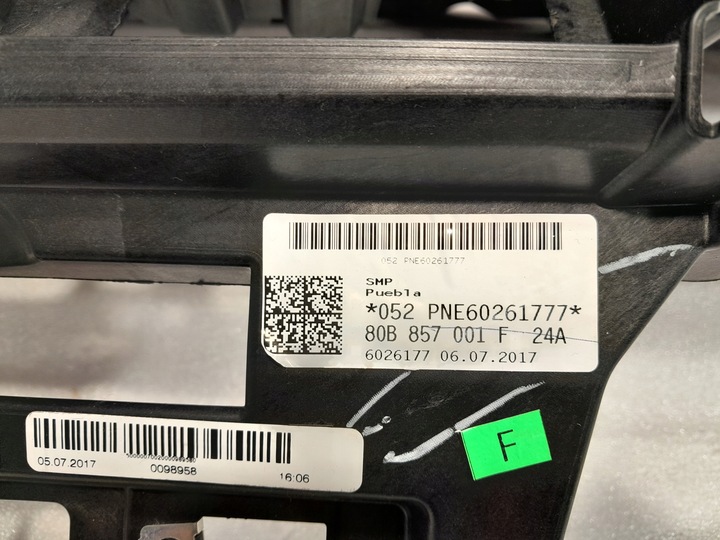 052 PNE60261777
SMP
Puebla
*052 PNE60261777*
80B 857 001 F 24A
6026177 06.07.2017
05.07.2017
0098958
16:06
F